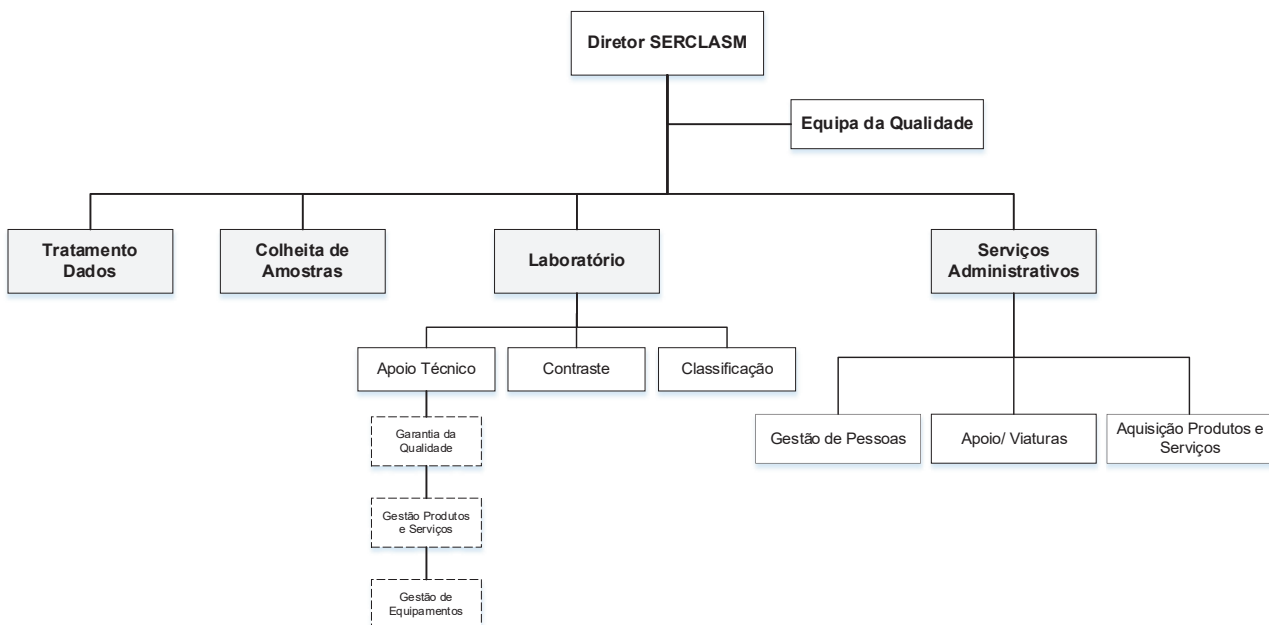 Diretor SERCLASM
Equipa da Qualidade
Tratamento
Dados
Colheita de
Amostras
Laboratório
Serviços
Administrativos
Apoio Técnico
Contraste
Classificação
Garantia da
Qualidade
Gestão Produtos
e Serviços
Gestão de
Equipamentos
Gestão de Pessoas
Apoio/ Viaturas
Aquisição Produtos e
Serviços